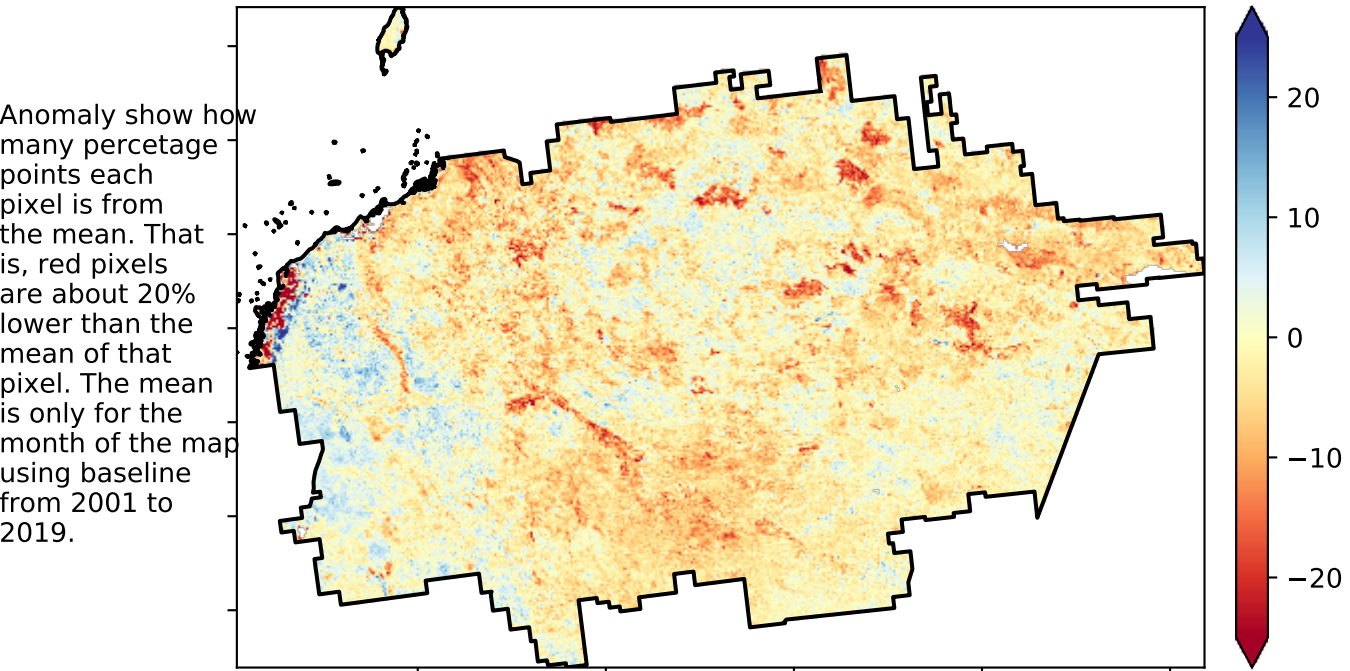 Anomaly show how
many percetage
points each
pixel is from
the mean. That
is, red pixels
are about 20%
lower than the
mean of that
pixel. The mean
is only for the
month of the map
using baseline
from 2001 to
2019.
20
10
0
−10
−20